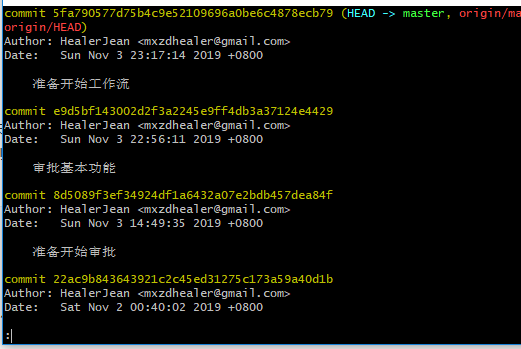 commit 5fa790577d75b4c9e52109696a0be6c4878ecb79 (HEAD -> master, origin/ma
origin/HEAD)
Author: HealerJean <mxzdhealer@gmail.com>
Date:   Sun Nov 3 23:17:14 2019 +0800
准备开始工作流
commit e9d5bf143002d2f3a2245e9ff4db3a37124e4429
Author: HealerJean <mxzdhealer@gmail.com>
Date:   Sun Nov 3 22:56:11 2019 +0800
审批基本功能
commit 8d5089f3ef34924df1a6432a07e2bdb457dea84f
Author: HealerJean <mxzdhealer@gmail.com>
Date:   Sun Nov 3 14:49:35 2019 +0800
准备开始审批
commit 22ac9b843643921c2c45ed31275c173a59a40d1b
Author: HealerJean <mxzdhealer@gmail.com>
Date:   Sat Nov 2 00:40:02 2019 +0800
: